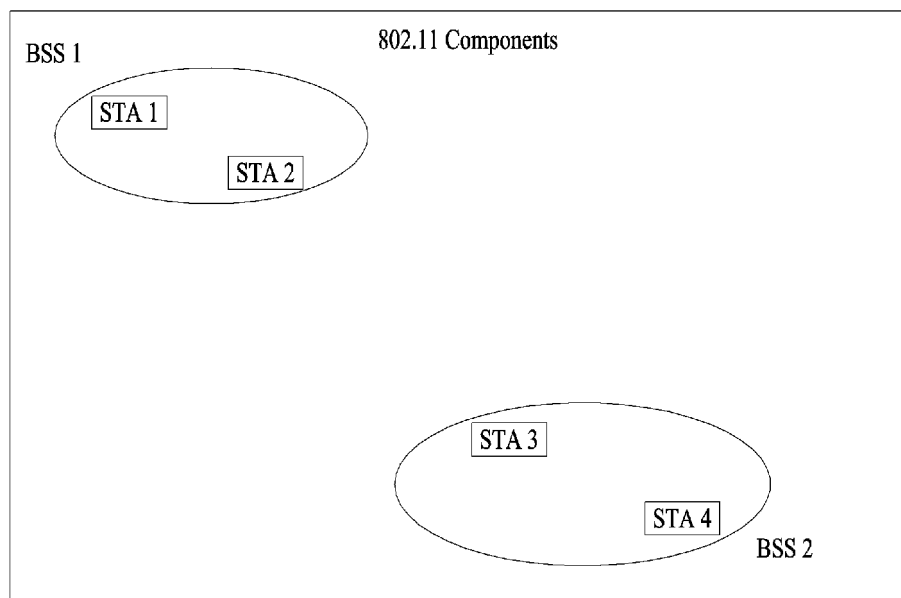 802.11 Components
BSS 1
STA 1
STA 2
STA 3
STA 4
BSS 2